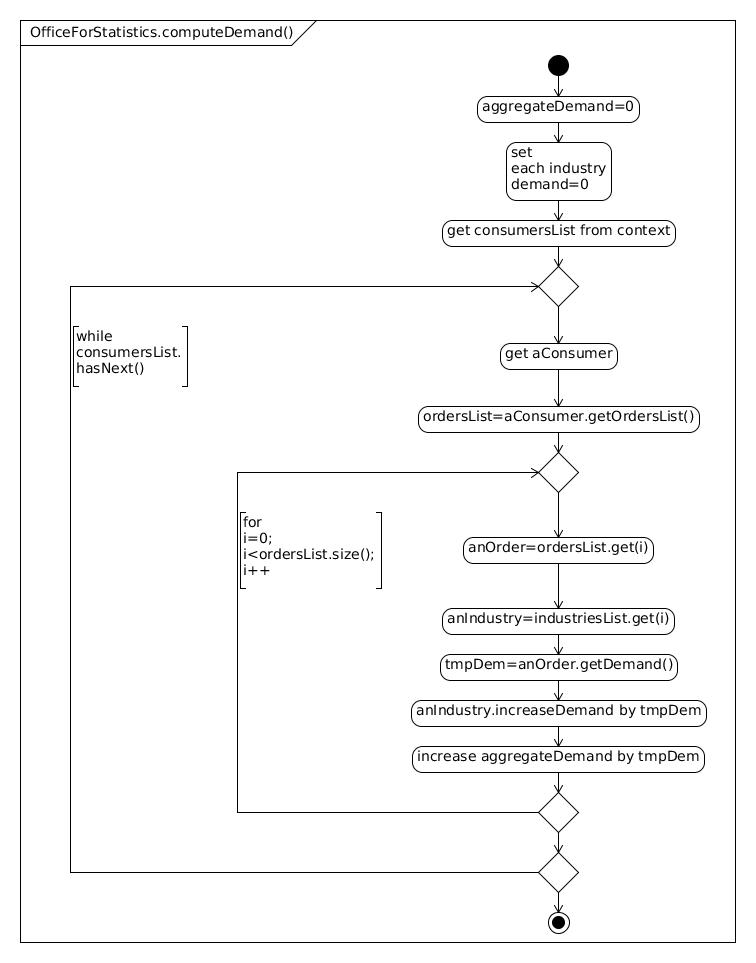 OfficeForStatistics.computeDemand()
aggregateDemand=0
set
each industry
demand=0
get consumersList from context
while
consumersList.
hasNext()
get aConsumer
ordersList=aConsumer.getOrdersList()
for
i=0;
i<ordersList.size();
i++
anOrder=ordersList.get(i)
anIndustry=industriesList.get(i)
tmpDem=anOrder.getDemand()
anIndustry.increaseDemand by tmpDem
increase aggregateDemand by tmpDem